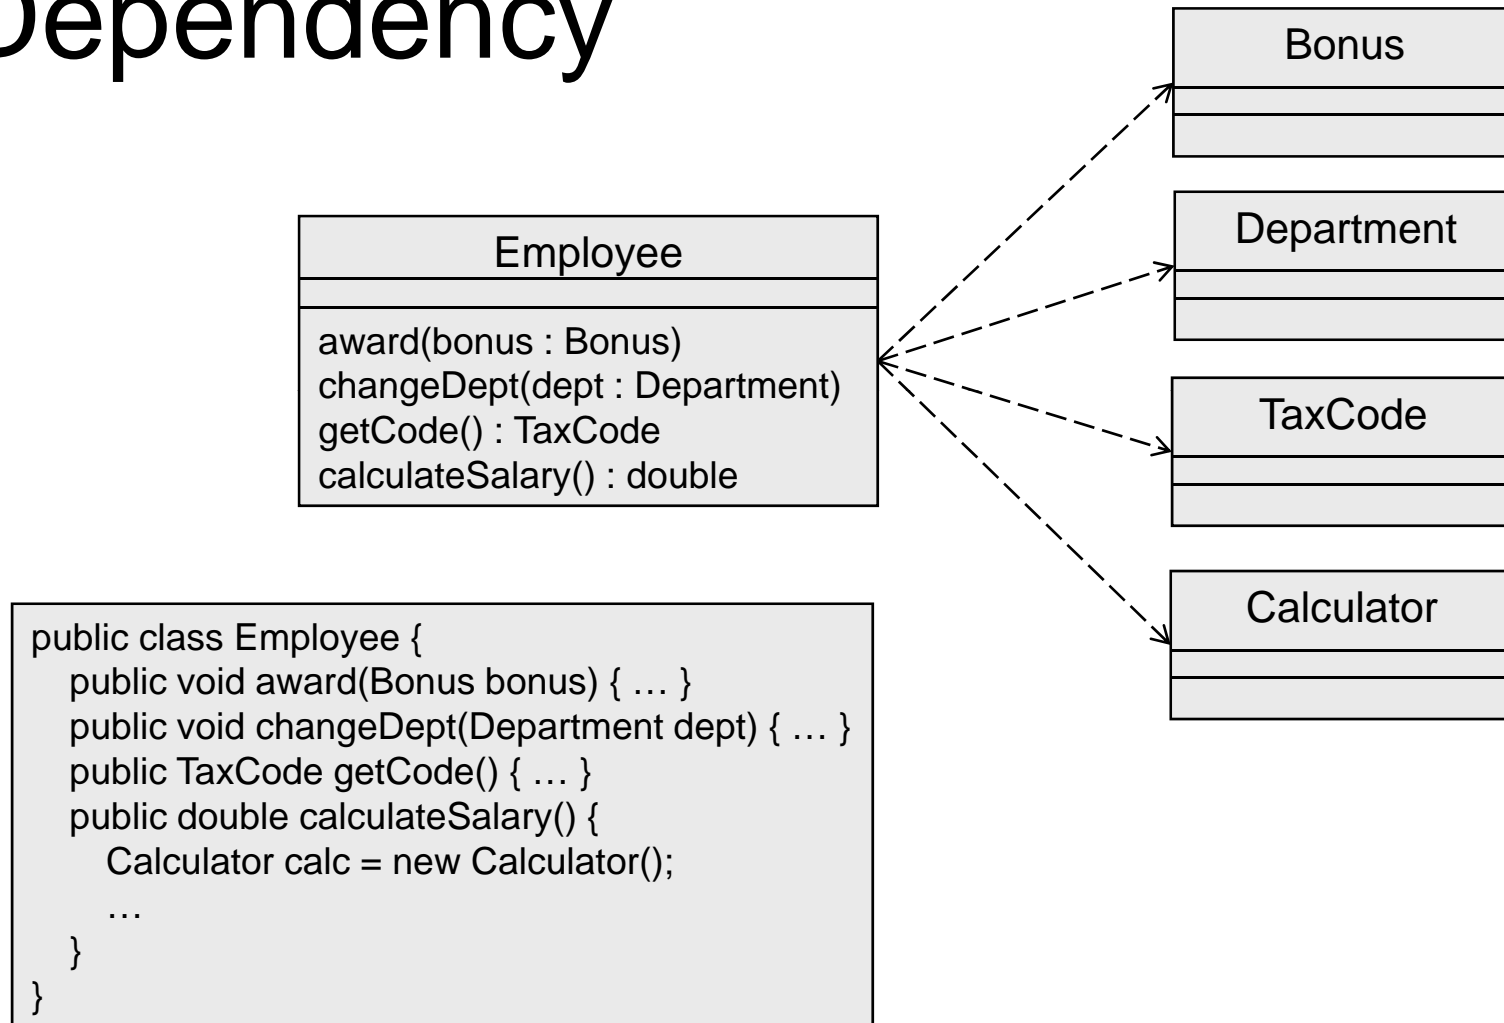 Dependency
Bonus
Department
TaxCode
Calculator
Employee
award(bonus : Bonus)
changeDept(dept : Department)
getCode() : TaxCode
calculateSalary() : double
public class Employee {
public void award(Bonus bonus) { … }
public void changeDept(Department dept) { … }
public TaxCode getCode() { … }
public double calculateSalary() {
Calculator calc = new Calculator();
…
}
}